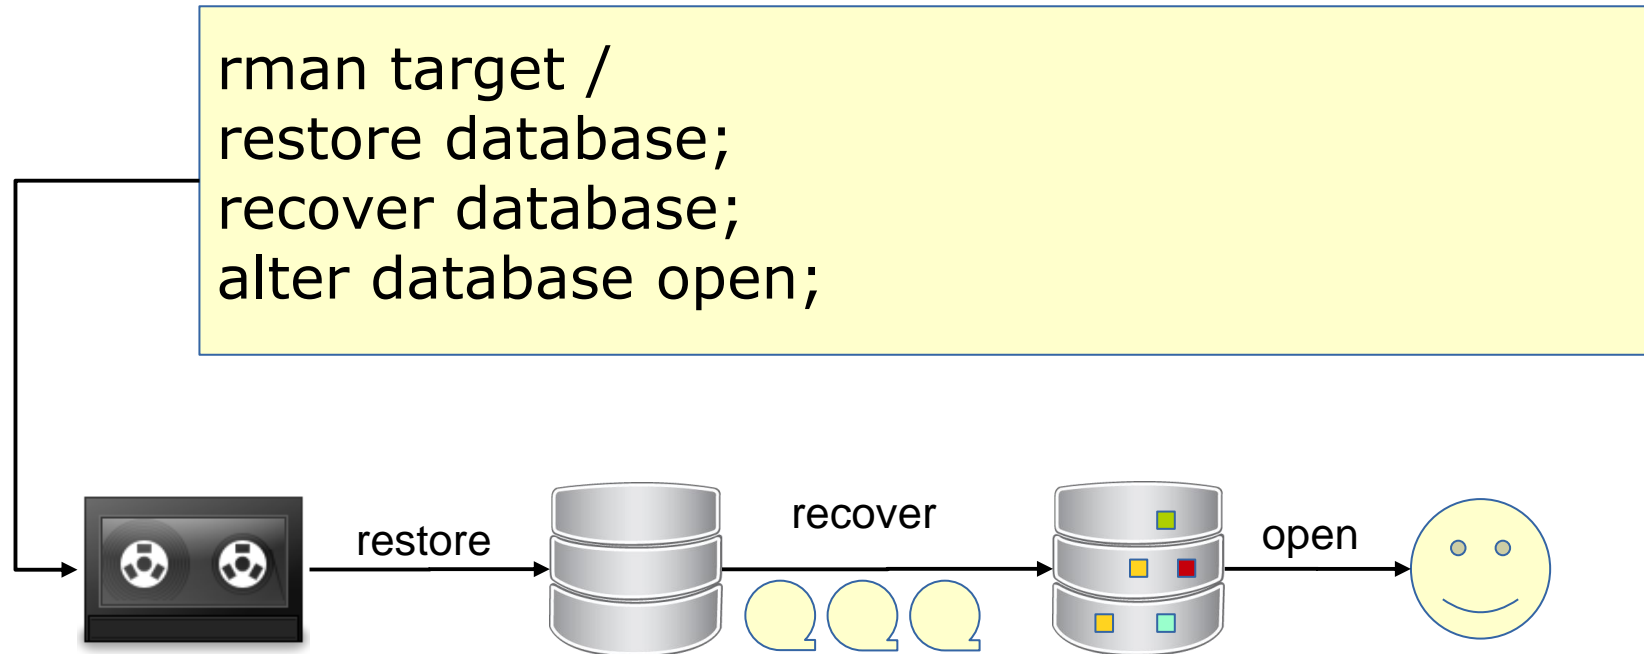 rman target /
restore database;
recover database;
alter database open;
restore
recover
open